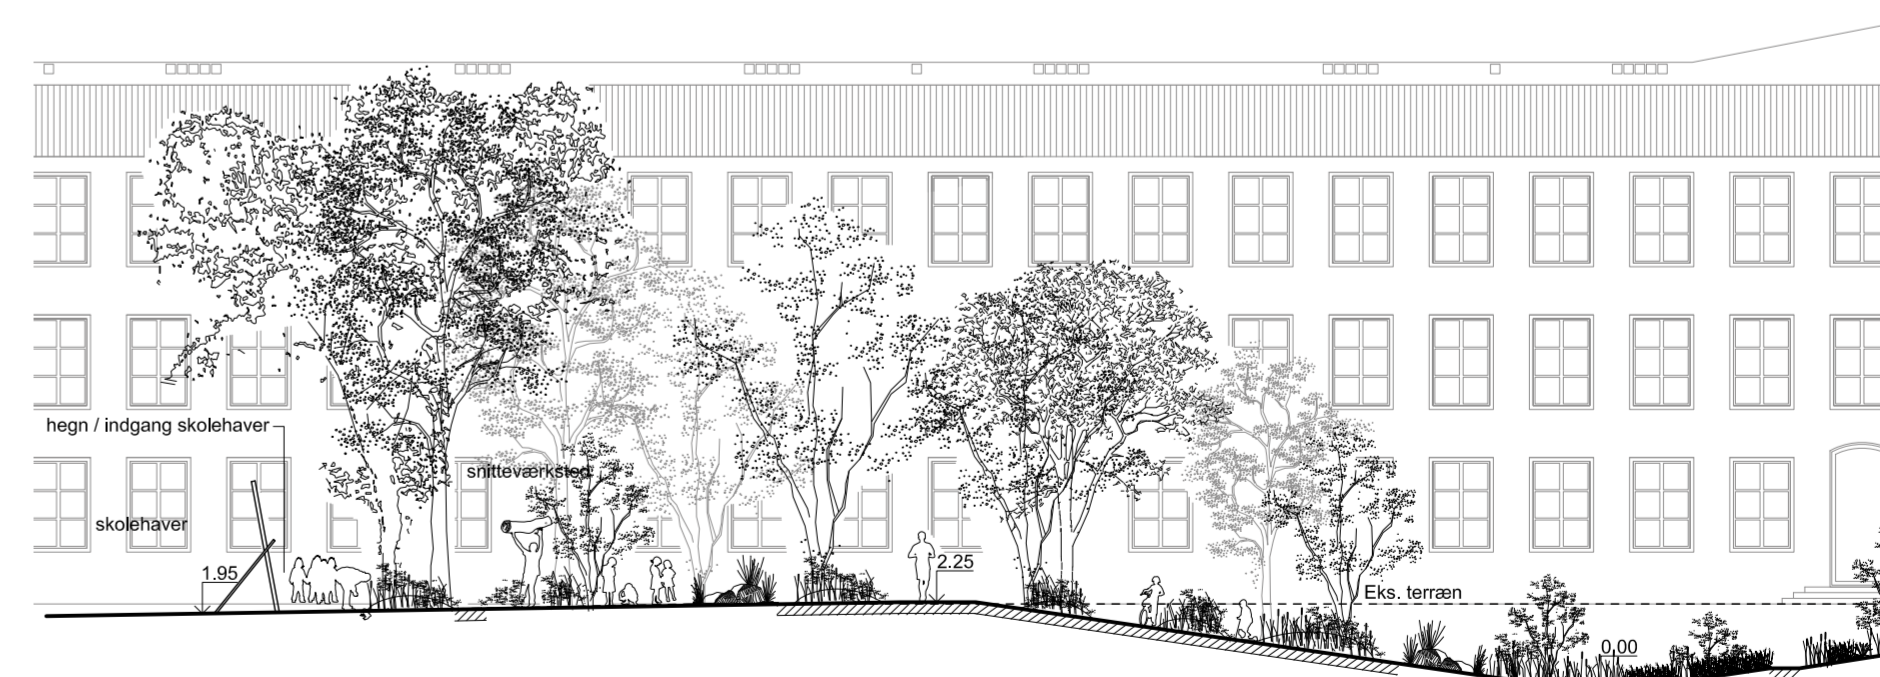 hegn / indgang skolehaver
snitteværksted
skolehaver
1.95
2.25
Eks. terræn
0,00